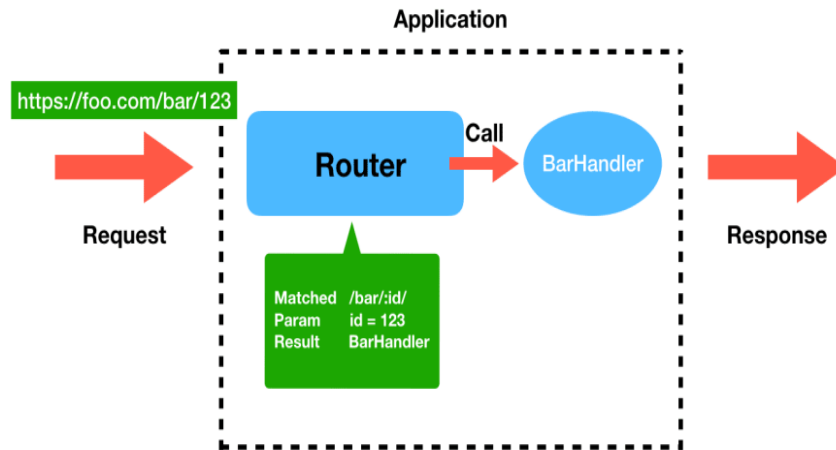 Application
https://foo.com/bar/123
Request
Router
Call
BarHandler
Response
Matched /bar/:id/
Param id = 123
Result BarHandler